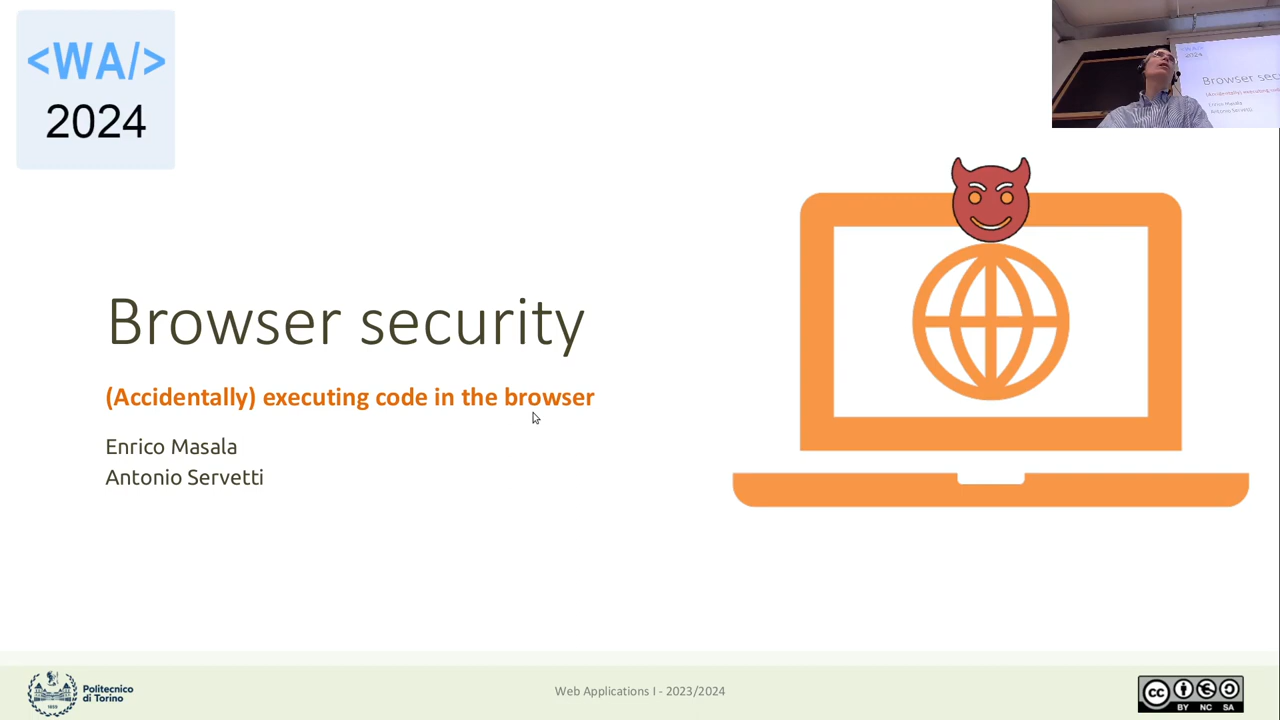 <WA/>
2024
Browser security
(Accidentally) executing code in the browser
Enrico Masala
Antonio Servetti
Politecnico
di Torino
Web Applications I - 2023/2024
cc
BY NC SA